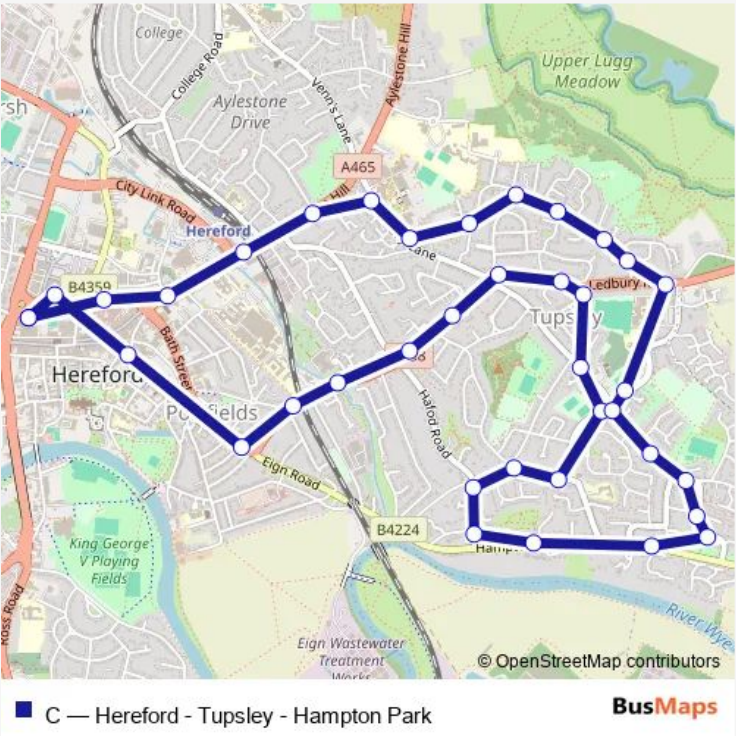 College
College Road
Venn's Lane
Aylestone Hill
Upper Lugg
Meadow
Aylestone
Drive
A465
Hill
City Link Road
Hereford
Lane
B4359
Ledbury
Tupsley
Bath Street
Hereford
Hafod Road
Eign Road
B4224
King George
V Playing
Fields
Ross Road
River Wye
Eign Wastewater
Treatment
Works
© OpenStreetMap contributors
C — Hereford - Tupsley - Hampton Park
BusMaps